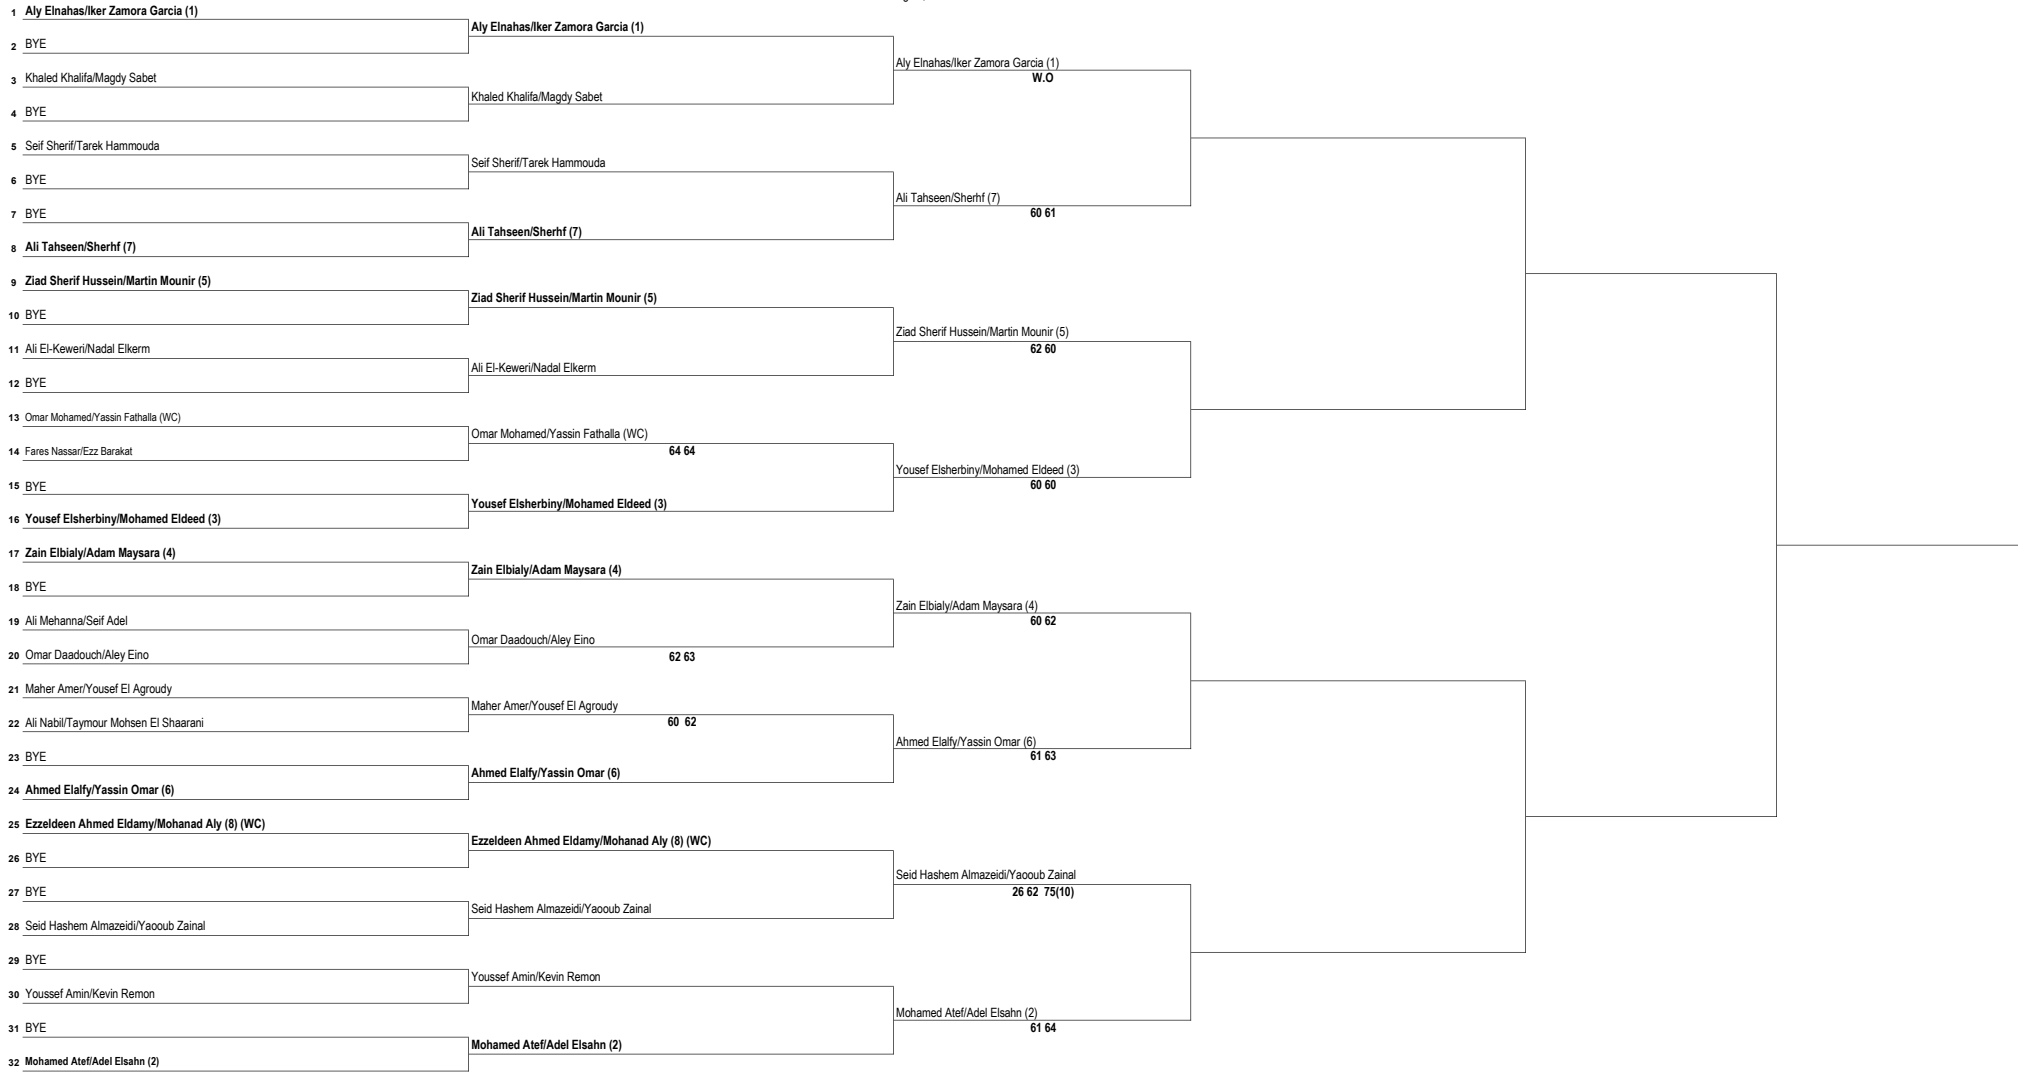 1 Aly Elnahas/Iker Zamora Garcia (1)
2 BYE
3 Khaled Khalifa/Magdy Sabet
4 BYE
5 Seif Sherif/Tarek Hammouda
6 BYE
7 BYE
8 Ali Tahseen/Sherhf (7)
9 Ziad Sherif Hussein/Martin Mounir (5)
10 BYE
11 Ali El-Keweri/Nadal Elkerm
12 BYE
13 Omar Mohamed/Yassin Fathalla (WC)
14 Fares Nassar/Ezz Barakat
15 BYE
16 Yousef Elsherbiny/Mohamed Eldeed (3)
17 Zain Elbialy/Adam Maysara (4)
18 BYE
19 Ali Mehanna/Seif Adel
20 Omar Daadouch/Aley Eino
21 Maher Amer/Yousef El Agroudy
22 Ali Nabil/Taymour Mohsen El Shaarani
23 BYE
24 Ahmed Elalfy/Yassin Omar (6)
25 Ezzeldeen Ahmed Eldamy/Mohanad Aly (8) (WC)
26 BYE
27 BYE
28 Seid Hashem Almazeidi/Yaooub Zainal
29 BYE
30 Youssef Amin/Kevin Remon
31 BYE
32 Mohamed Atef/Adel Elsahn (2)
Aly Elnahas/Iker Zamora Garcia (1)
Khaled Khalifa/Magdy Sabet
Seif Sherif/Tarek Hammouda
Ali Tahseen/Sherhf (7)
Ziad Sherif Hussein/Martin Mounir (5)
Ali El-Keweri/Nadal Elkerm
Omar Mohamed/Yassin Fathalla (WC)
64 64
Yousef Elsherbiny/Mohamed Eldeed (3)
Zain Elbialy/Adam Maysara (4)
Omar Daadouch/Aley Eino
62 63
Maher Amer/Yousef El Agroudy
60 62
Ahmed Elalfy/Yassin Omar (6)
Ezzeldeen Ahmed Eldamy/Mohanad Aly (8) (WC)
Seid Hashem Almazeidi/Yaooub Zainal
Youssef Amin/Kevin Remon
Mohamed Atef/Adel Elsahn (2)
Aly Elnahas/Iker Zamora Garcia (1)
W.O
Ali Tahseen/Sherhf (7)
60 61
Ziad Sherif Hussein/Martin Mounir (5)
62 60
Yousef Elsherbiny/Mohamed Eldeed (3)
60 60
Zain Elbialy/Adam Maysara (4)
60 62
Ahmed Elalfy/Yassin Omar (6)
61 63
Seid Hashem Almazeidi/Yaooub Zainal
26 62 75(10)
Mohamed Atef/Adel Elsahn (2)
61 64